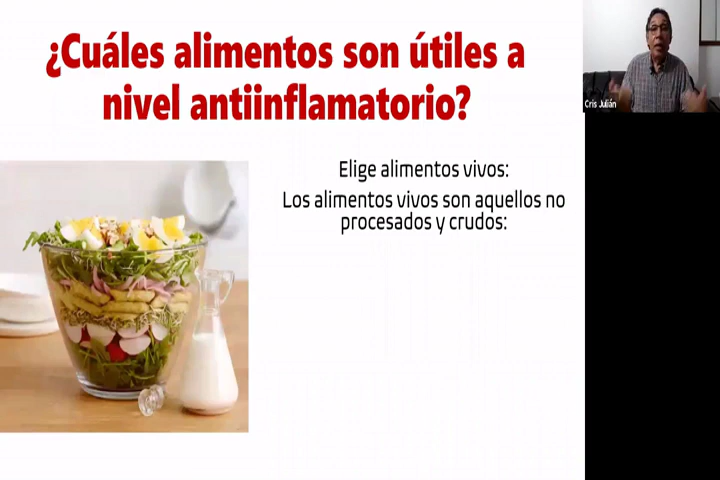 ¿Cuáles alimentos son útiles a
nivel antiinflamatorio?
Elige alimentos vivos:
Los alimentos vivos son aquellos no
procesados y crudos:
Cris Julián